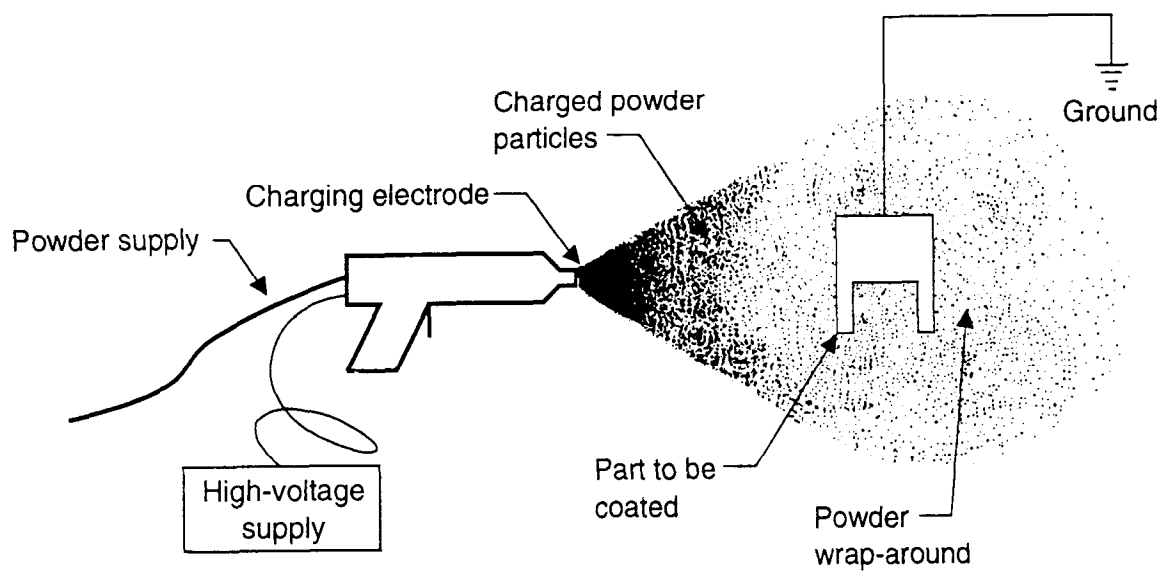 Charged powder
particles
Ground
Charging electrode
Powder supply
High-voltage
supply
Part to be
coated
Powder
wrap-around